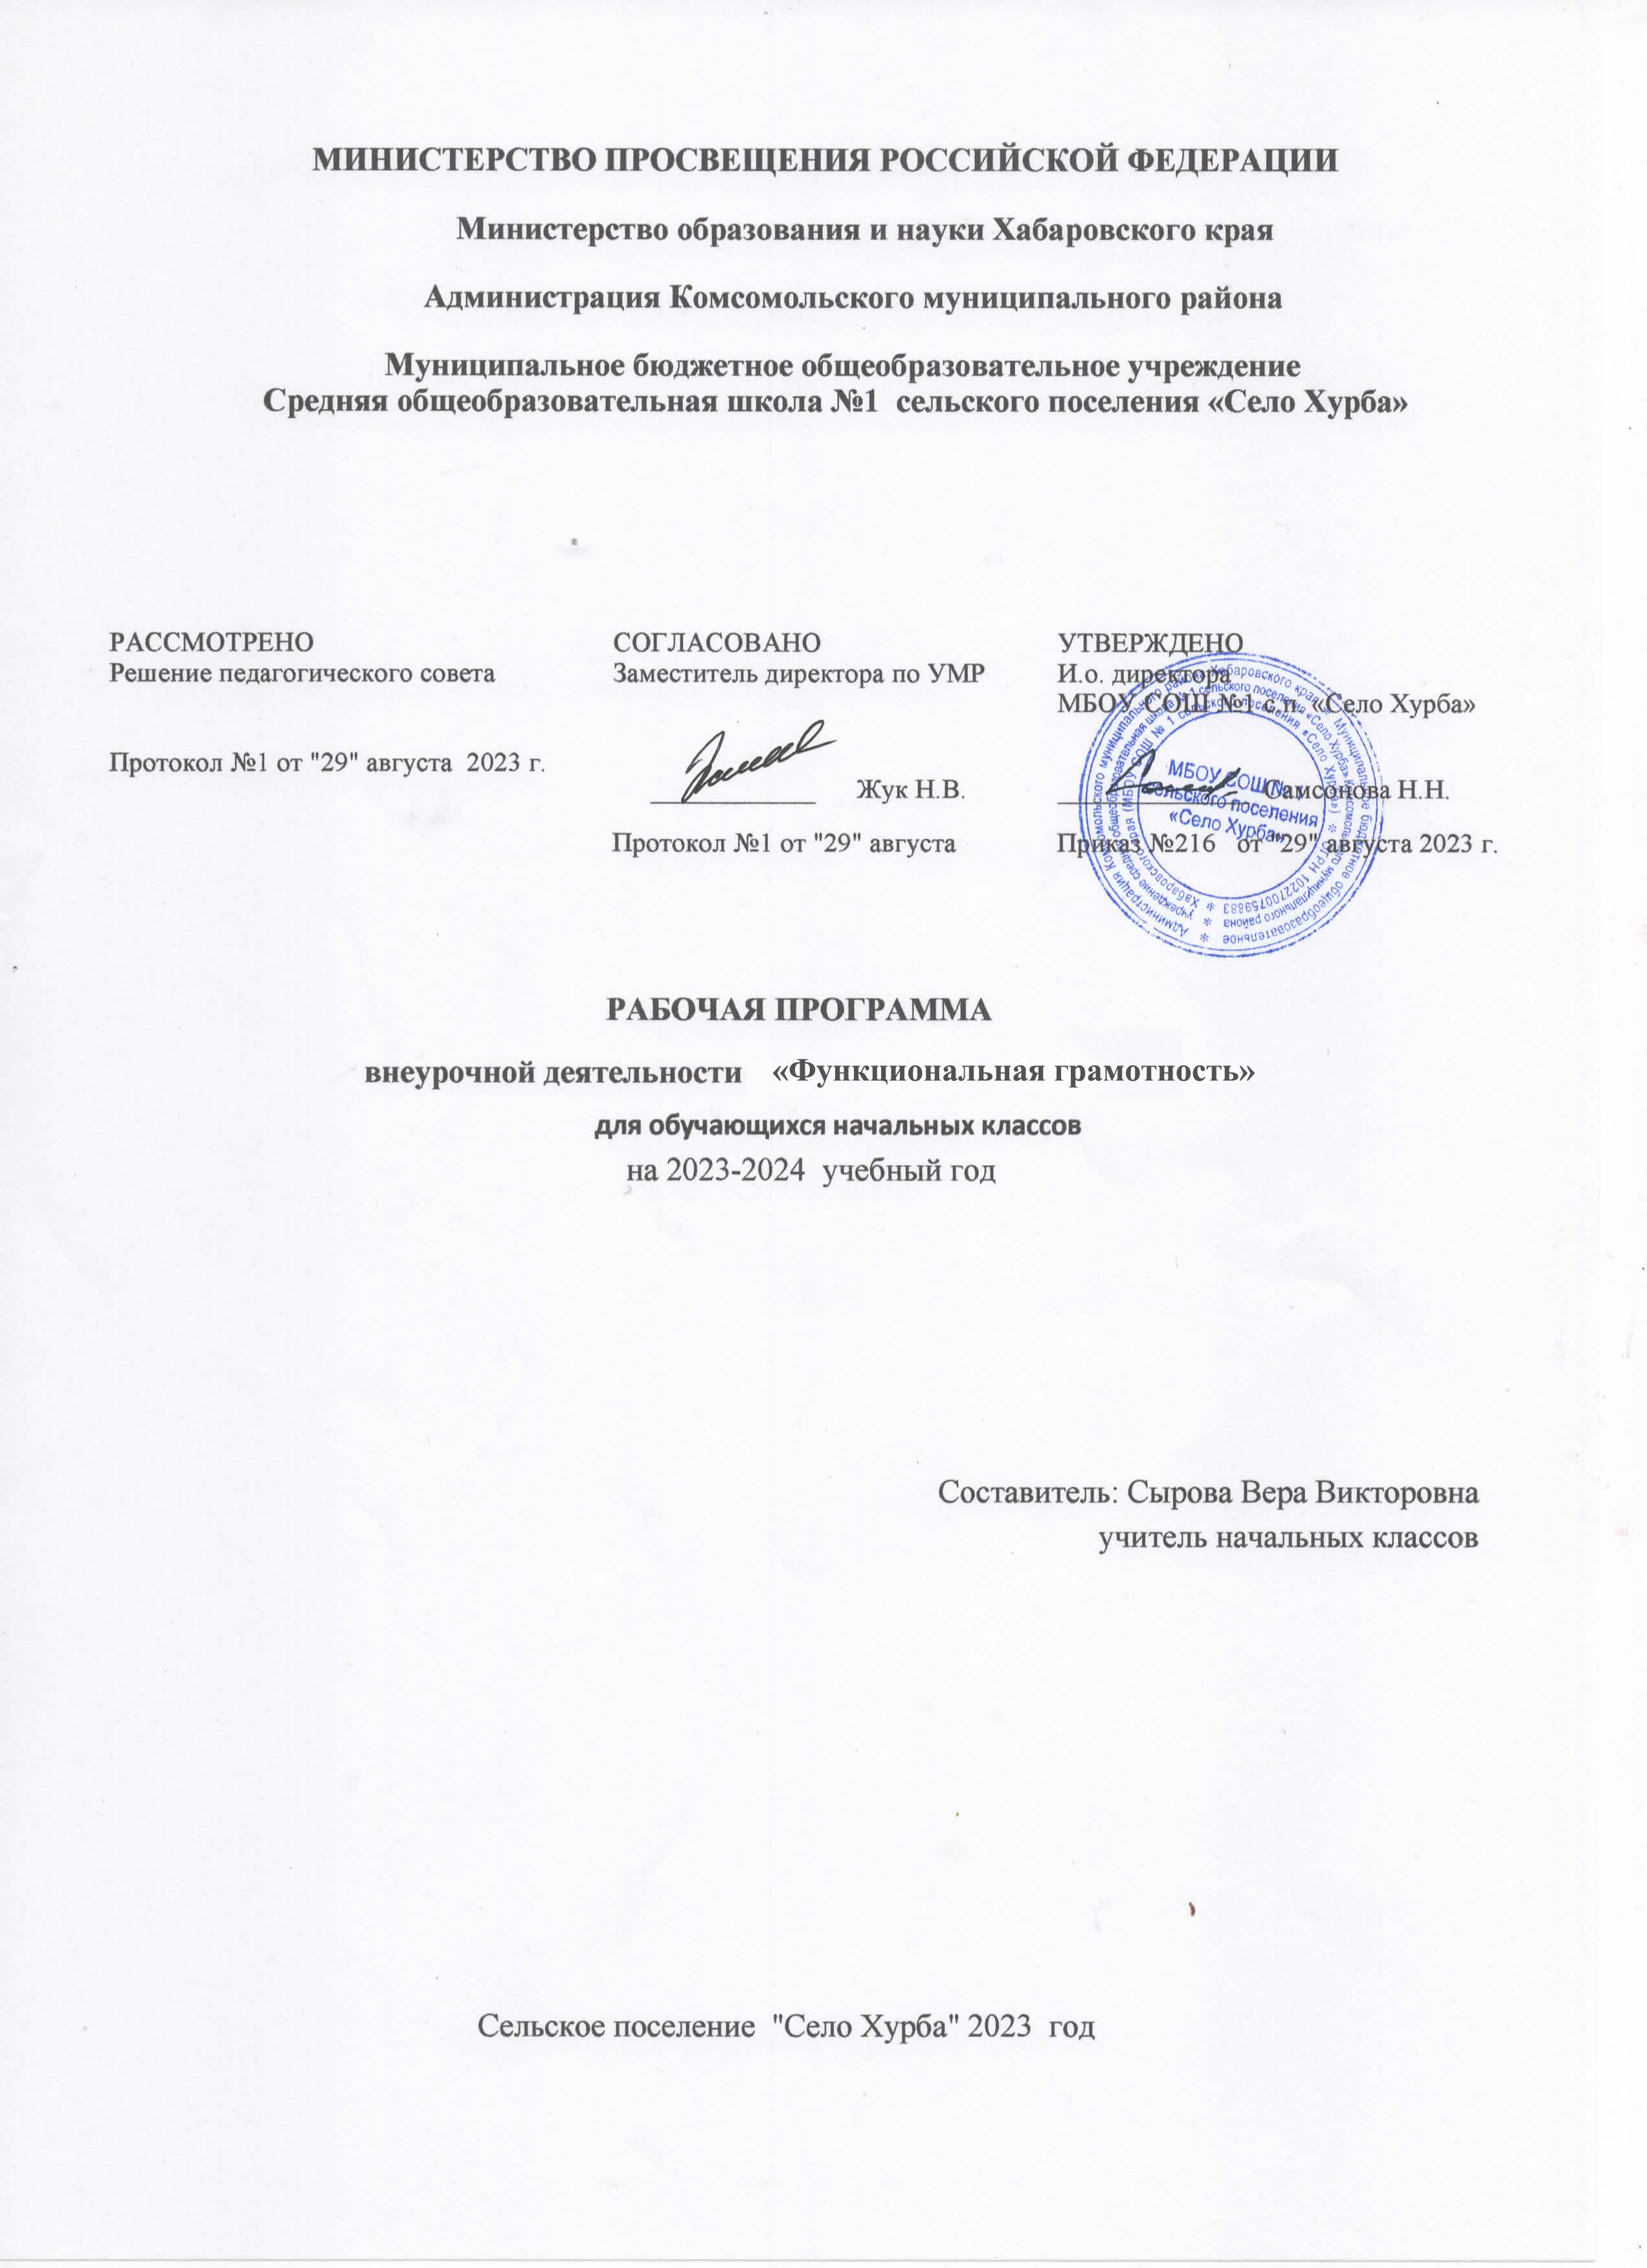 МИНИСТЕРСТВО ПРОСВЕЩЕНИЯ РОССИЙСКОЙ ФЕДЕРАЦИИ
Министерство образования и науки Хабаровского края
Администрация Комсомольского муниципального района
Муниципальное бюджетное общеобразовательное учреждение
Средняя общеобразовательная школа №1 сельского поселения «Село Хурба»
РАССМОТРЕНО
Решение педагогического совета
Протокол №1 от "29" августа 2023 г.
СОГЛАСОВАНО
Заместитель директора по УМР
Жук Н.В.
Протокол №1 от "29" августа
УТВЕРЖДЕНО
И.о. директора
МБОУ СОШ №1 с.п. «Село Хурба»
Самсонова Н.Н.
Приказ №216 от "29" августа 2023 г.
МБОУ СОШ №1
сельского поселения
«Село Хурба»
РАБОЧАЯ ПРОГРАММА
внеурочной деятельности «Функциональная грамотность»
для обучающихся начальных классов
на 2023-2024 учебный год
Составитель: Сырова Вера Викторовна
учитель начальных классов
Сельское поселение "Село Хурба" 2023 год